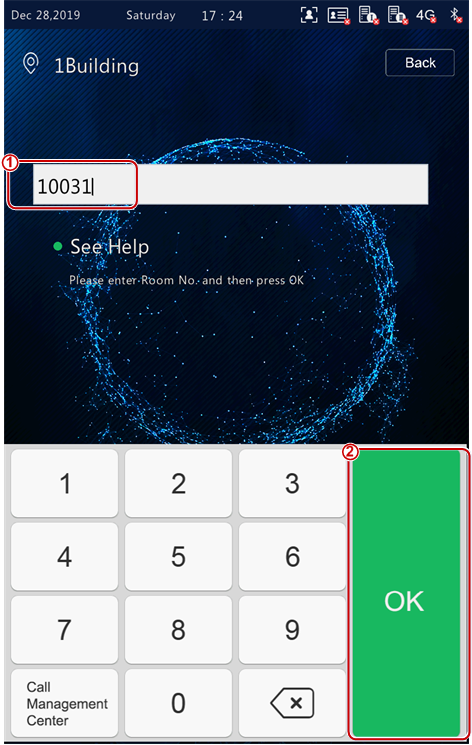 Dec 28,2019 Saturday 17 : 24 4G
1Building Back
1
10031
See Help
Please enter Room No. and then press OK
2
1 2 3
4 5 6
OK
7 8 9
Call
Management
Center
0